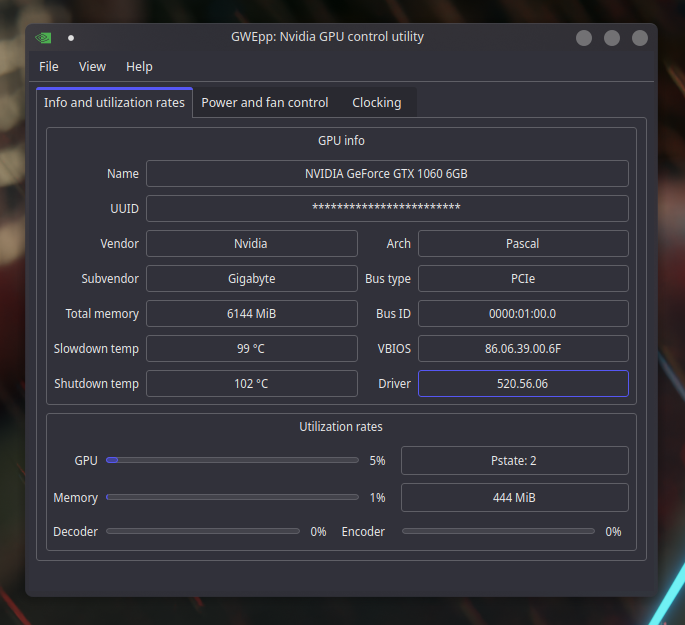 GWEpp: Nvidia GPU control utility
File View Help
Info and utilization rates Power and fan control Clocking
GPU info
Name NVIDIA GeForce GTX 1060 6GB
UUID ************************
Vendor Nvidia Arch Pascal
Subvendor Gigabyte Bus type PCIe
Total memory 6144 MiB Bus ID 0000:01:00.0
Slowdown temp 99 °C VBIOS 86.06.39.00.6F
Shutdown temp 102 °C Driver 520.56.06
Utilization rates
GPU 5% Pstate: 2
Memory 1% 444 MiB
Decoder 0% Encoder 0%